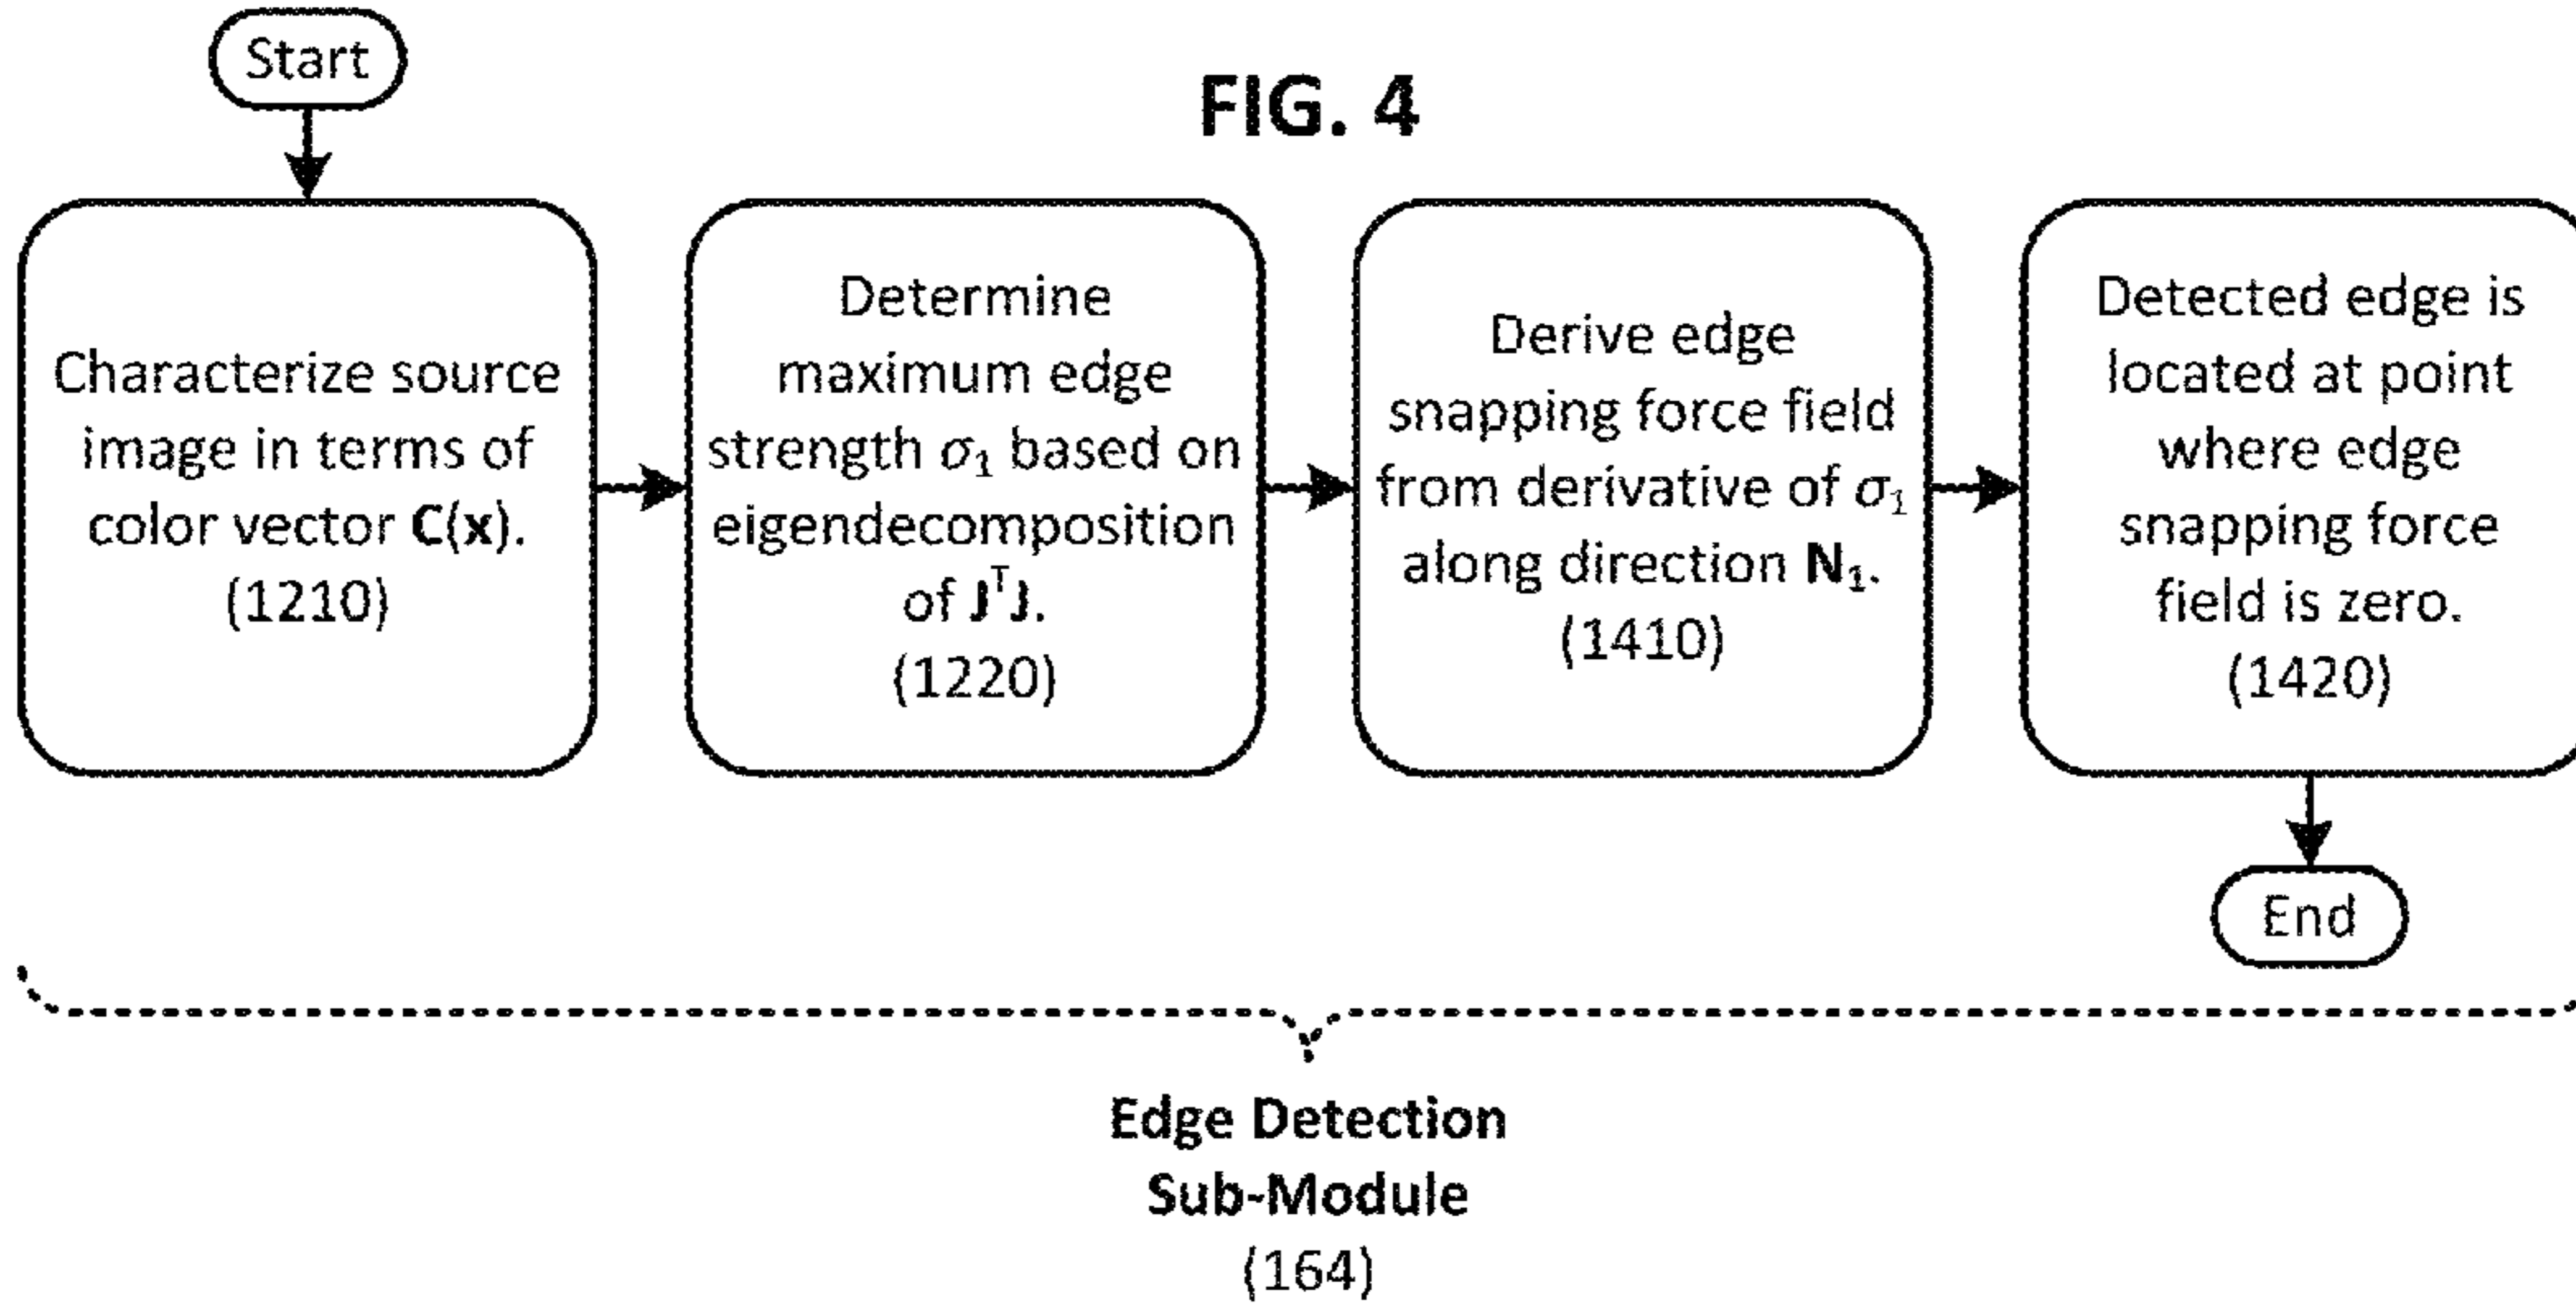 Start
FIG. 4
Characterize source
image in terms of
color vector C(x).
(1210)
Determine
maximum edge
strength σ₁ based on
eigendecomposition
of JᵀJ.
(1220)
Derive edge
snapping force field
from derivative of σ₁
along direction N₁.
(1410)
Detected edge is
located at point
where edge
snapping force
field is zero.
(1420)
End
Edge Detection
Sub-Module
(164)